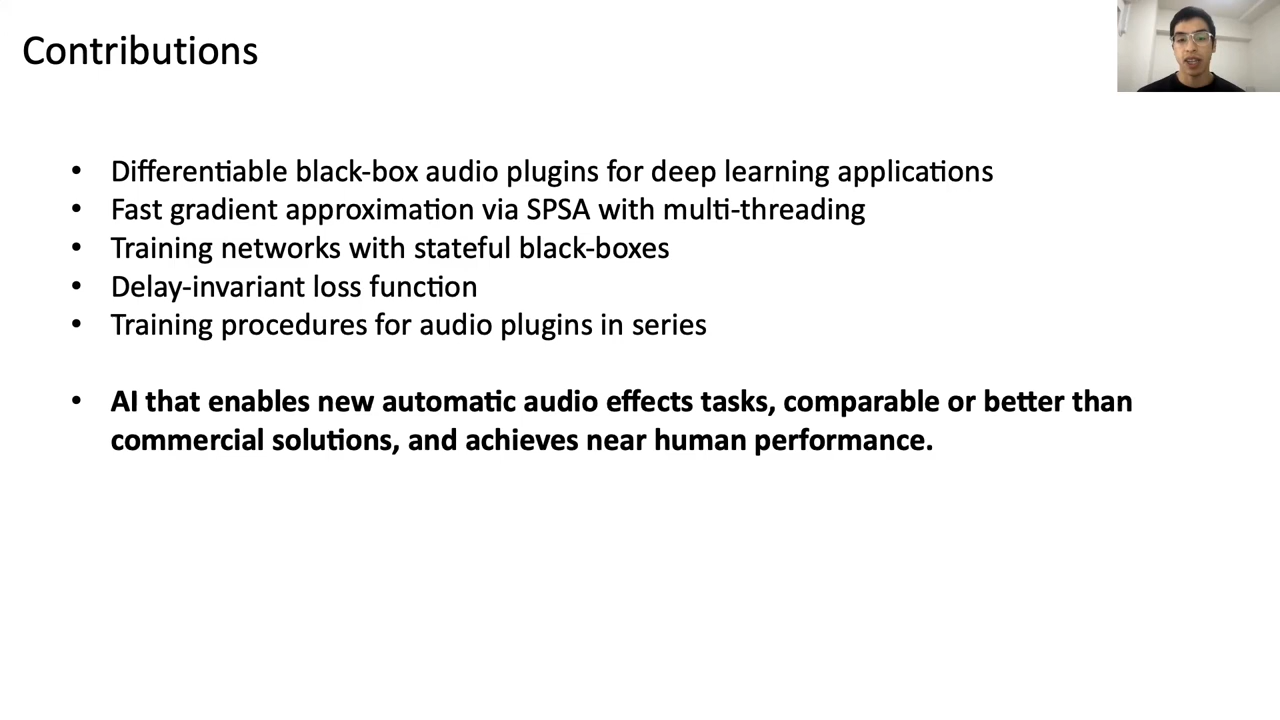 Contributions
• Differentiable black-box audio plugins for deep learning applications
• Fast gradient approximation via SPSA with multi-threading
• Training networks with stateful black-boxes
• Delay-invariant loss function
• Training procedures for audio plugins in series
• AI that enables new automatic audio effects tasks, comparable or better than
commercial solutions, and achieves near human performance.